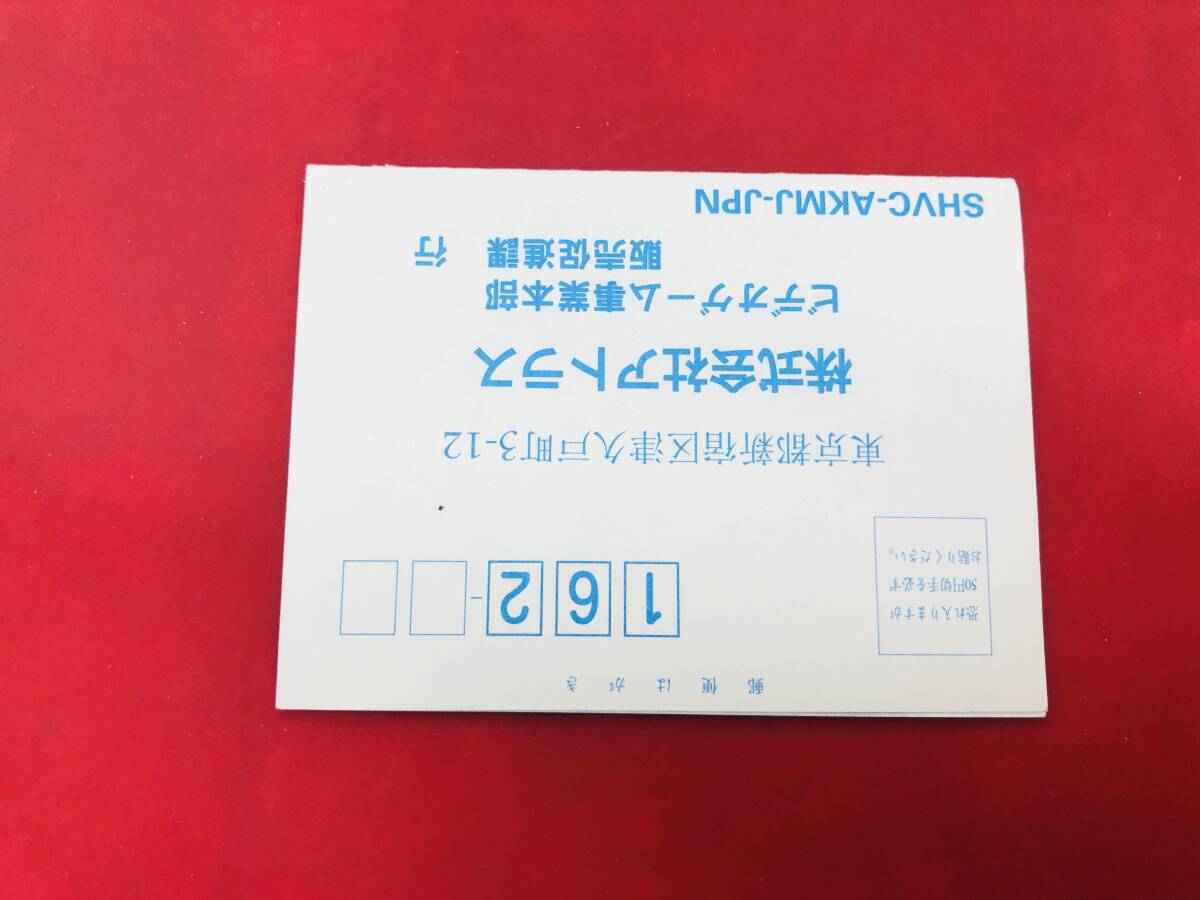 郵便はがき
162-
恐れ入りますが
50円切手を必ず
お貼りください。
東京都新宿区津久戸町3-12
株式会社アトラス
ビデオゲーム事業本部
販売促進課 行
SHVC-AKMJ-JPN